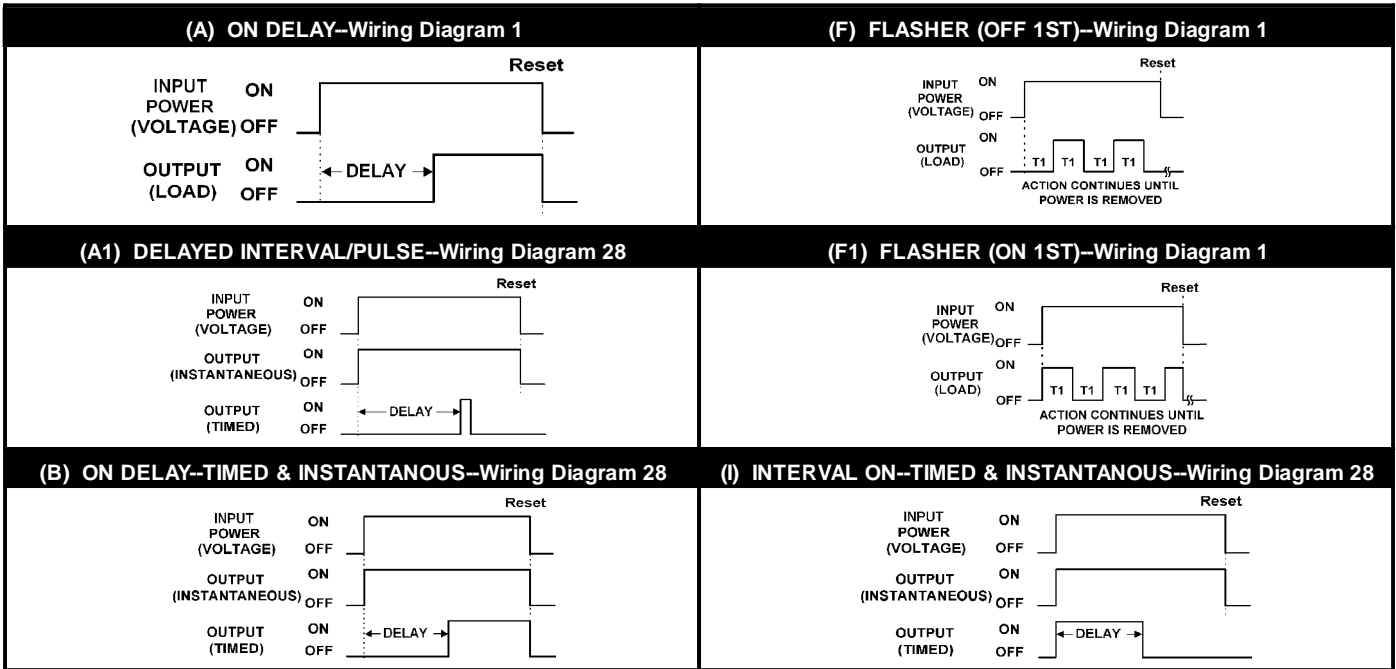 (A) ON DELAY--Wiring Diagram 1
Reset
INPUT ON
POWER
(VOLTAGE) OFF
OUTPUT ON
DELAY
(LOAD) OFF
(F) FLASHER (OFF 1ST)--Wiring Diagram 1
Reset
INPUT ON
POWER
(VOLTAGE) OFF
ON
OUTPUT
(LOAD)
T1 T1 T1 T1
OFF
ACTION CONTINUES UNTIL
POWER IS REMOVED
(A1) DELAYED INTERVAL/PULSE--Wiring Diagram 28
Reset
INPUT ON
POWER
(VOLTAGE) OFF
OUTPUT ON
(INSTANTANEOUS) OFF
OUTPUT ON
DELAY
(TIMED) OFF
(F1) FLASHER (ON 1ST)--Wiring Diagram 1
Reset
INPUT ON
POWER
(VOLTAGE) OFF
ON
OUTPUT
(LOAD)
T1 T1 T1 T1
OFF
ACTION CONTINUES UNTIL
POWER IS REMOVED
(B) ON DELAY--TIMED & INSTANTANOUS--Wiring Diagram 28
Reset
INPUT ON
POWER
(VOLTAGE) OFF
OUTPUT ON
(INSTANTANEOUS) OFF
OUTPUT ON
DELAY
(TIMED) OFF
(I) INTERVAL ON--TIMED & INSTANTANOUS--Wiring Diagram 28
Reset
INPUT ON
POWER
(VOLTAGE) OFF
OUTPUT ON
(INSTANTANEOUS) OFF
OUTPUT ON
DELAY
(TIMED) OFF